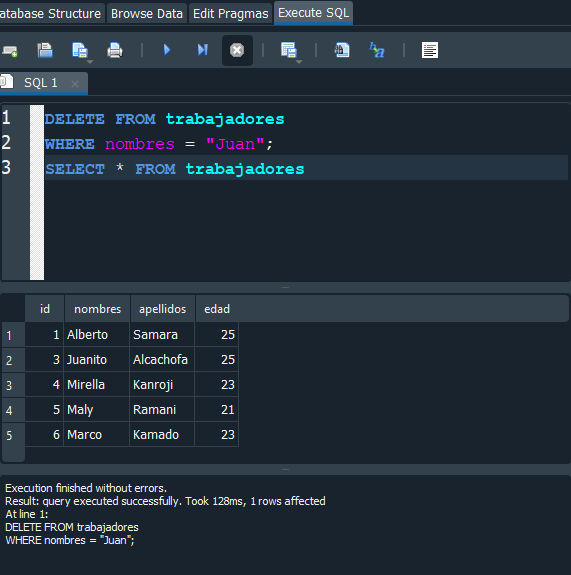 atabase Structure Browse Data Edit Pragmas Execute SQL
SQL 1
1 DELETE FROM trabajadores
2 WHERE nombres = "Juan";
3 SELECT * FROM trabajadores
id nombres apellidos edad
1 1 Alberto Samara 25
2 3 Juanito Alcachofa 25
3 4 Mirella Kanroji 23
4 5 Maly Ramani 21
5 6 Marco Kamado 23
Execution finished without errors.
Result: query executed successfully. Took 128ms, 1 rows affected
At line 1:
DELETE FROM trabajadores
WHERE nombres = "Juan";